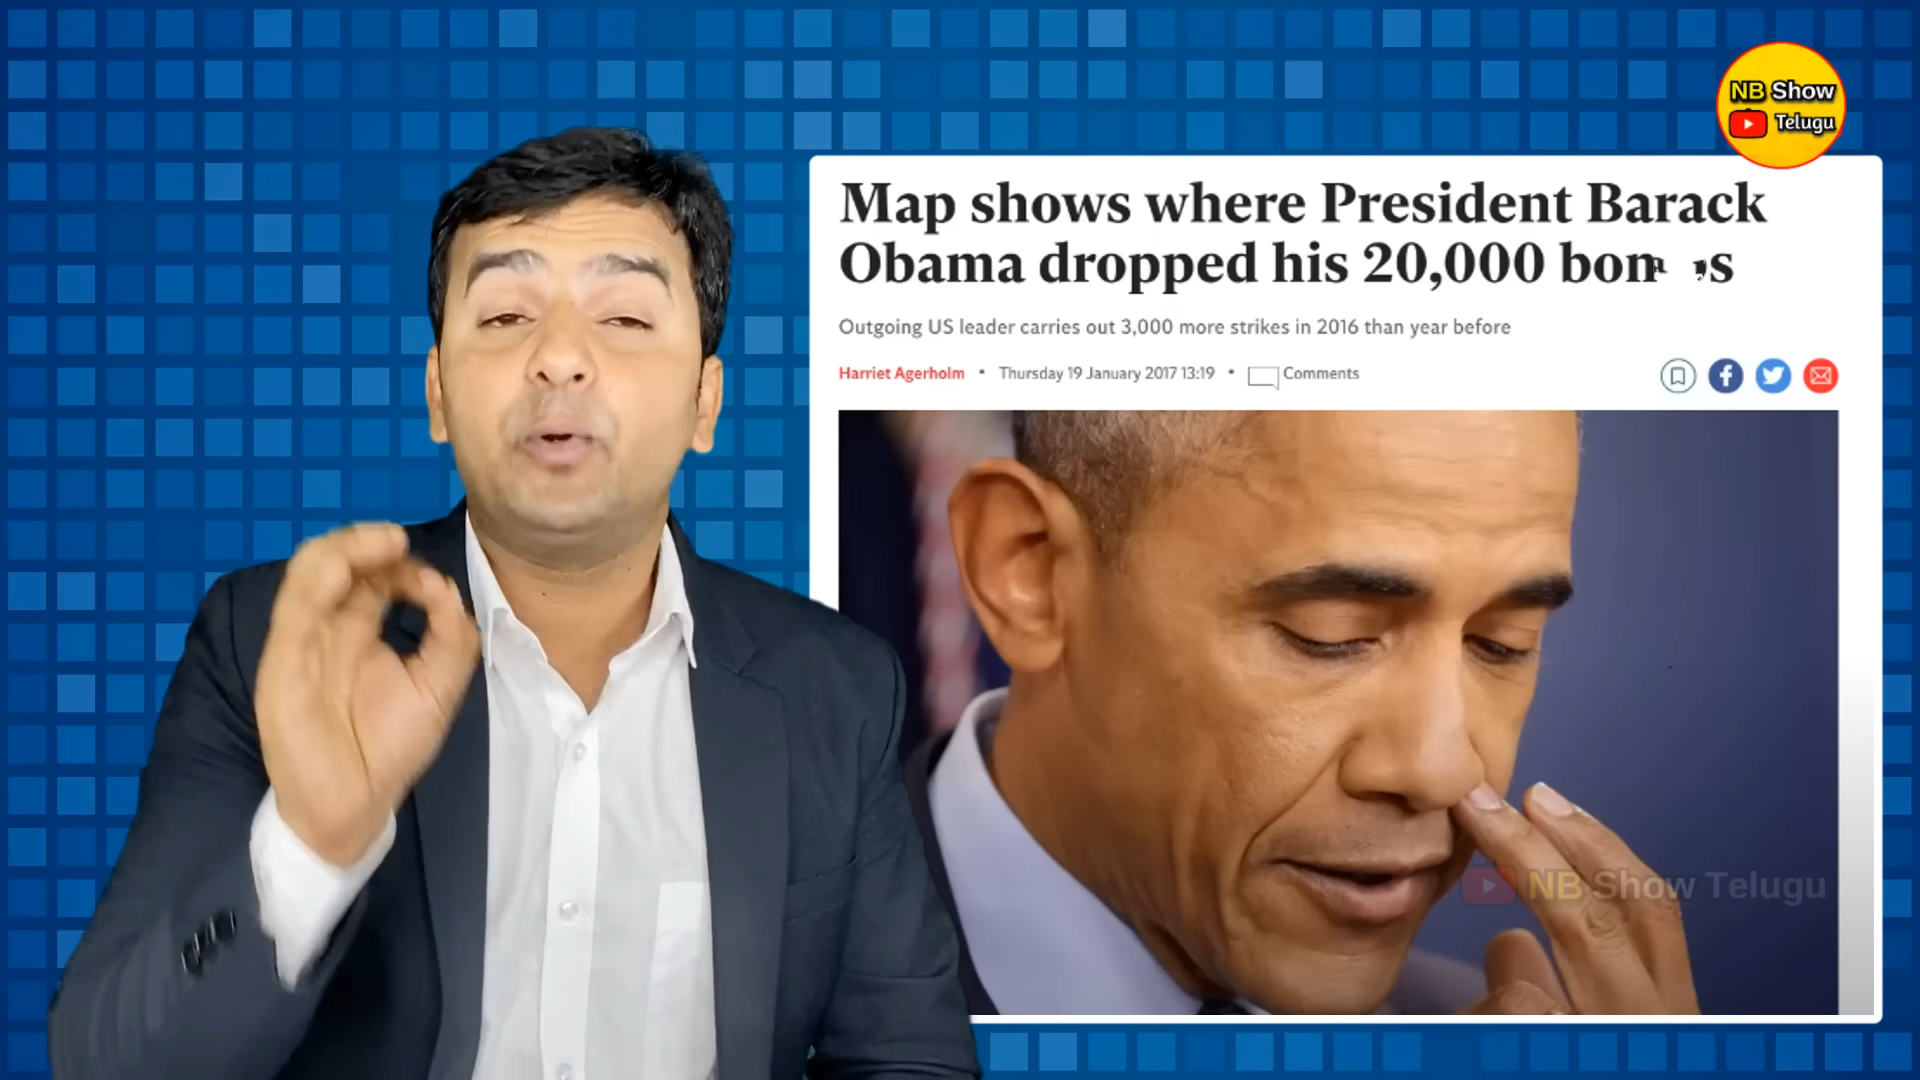 NB Show
Telugu
Map shows where President Barack
Obama dropped his 20,000
Outgoing US leader carries out 3,000 more strikes in 2016 than year before
Harriet Agerholm • Thursday 19 January 2017 13:19 • Comments
NB Show Telugu